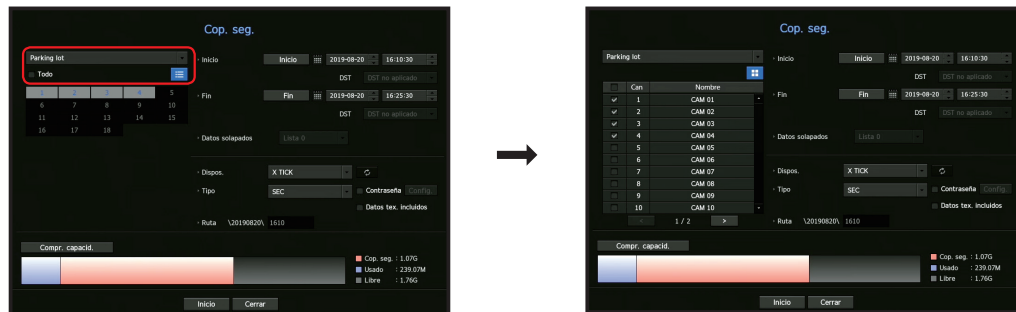 Cop. seg.
Parking lot
Todo
1 2 3 4 5
6 7 8 9 10
11 12 13 14 15
16 17 18
Inicio Inicio 2019-08-20 16:10:30
DST DST no aplicado
Fin Fin 2019-08-20 16:25:30
DST DST no aplicado
Datos solapados Lista 0
Dispos. X TICK
Tipo SEC Contraseña Config.
Datos tex. incluidos
Ruta \20190820\ 1610
Compr. capacid.
Cop. seg. : 1.07G
Usado : 239.07M
Libre : 1.76G
Inicio Cerrar
Cop. seg.
Parking lot
Can Nombre
1 CAM 01
2 CAM 02
3 CAM 03
4 CAM 04
5 CAM 05
6 CAM 06
7 CAM 07
8 CAM 08
9 CAM 09
10 CAM 10
< 1 / 2 >
Inicio Inicio 2019-08-20 16:10:30
DST DST no aplicado
Fin Fin 2019-08-20 16:25:30
DST DST no aplicado
Datos solapados Lista 0
Dispos. X TICK
Tipo SEC Contraseña Config.
Datos tex. incluidos
Ruta \20190820\ 1610
Compr. capacid.
Cop. seg. : 1.07G
Usado : 239.07M
Libre : 1.76G
Inicio Cerrar